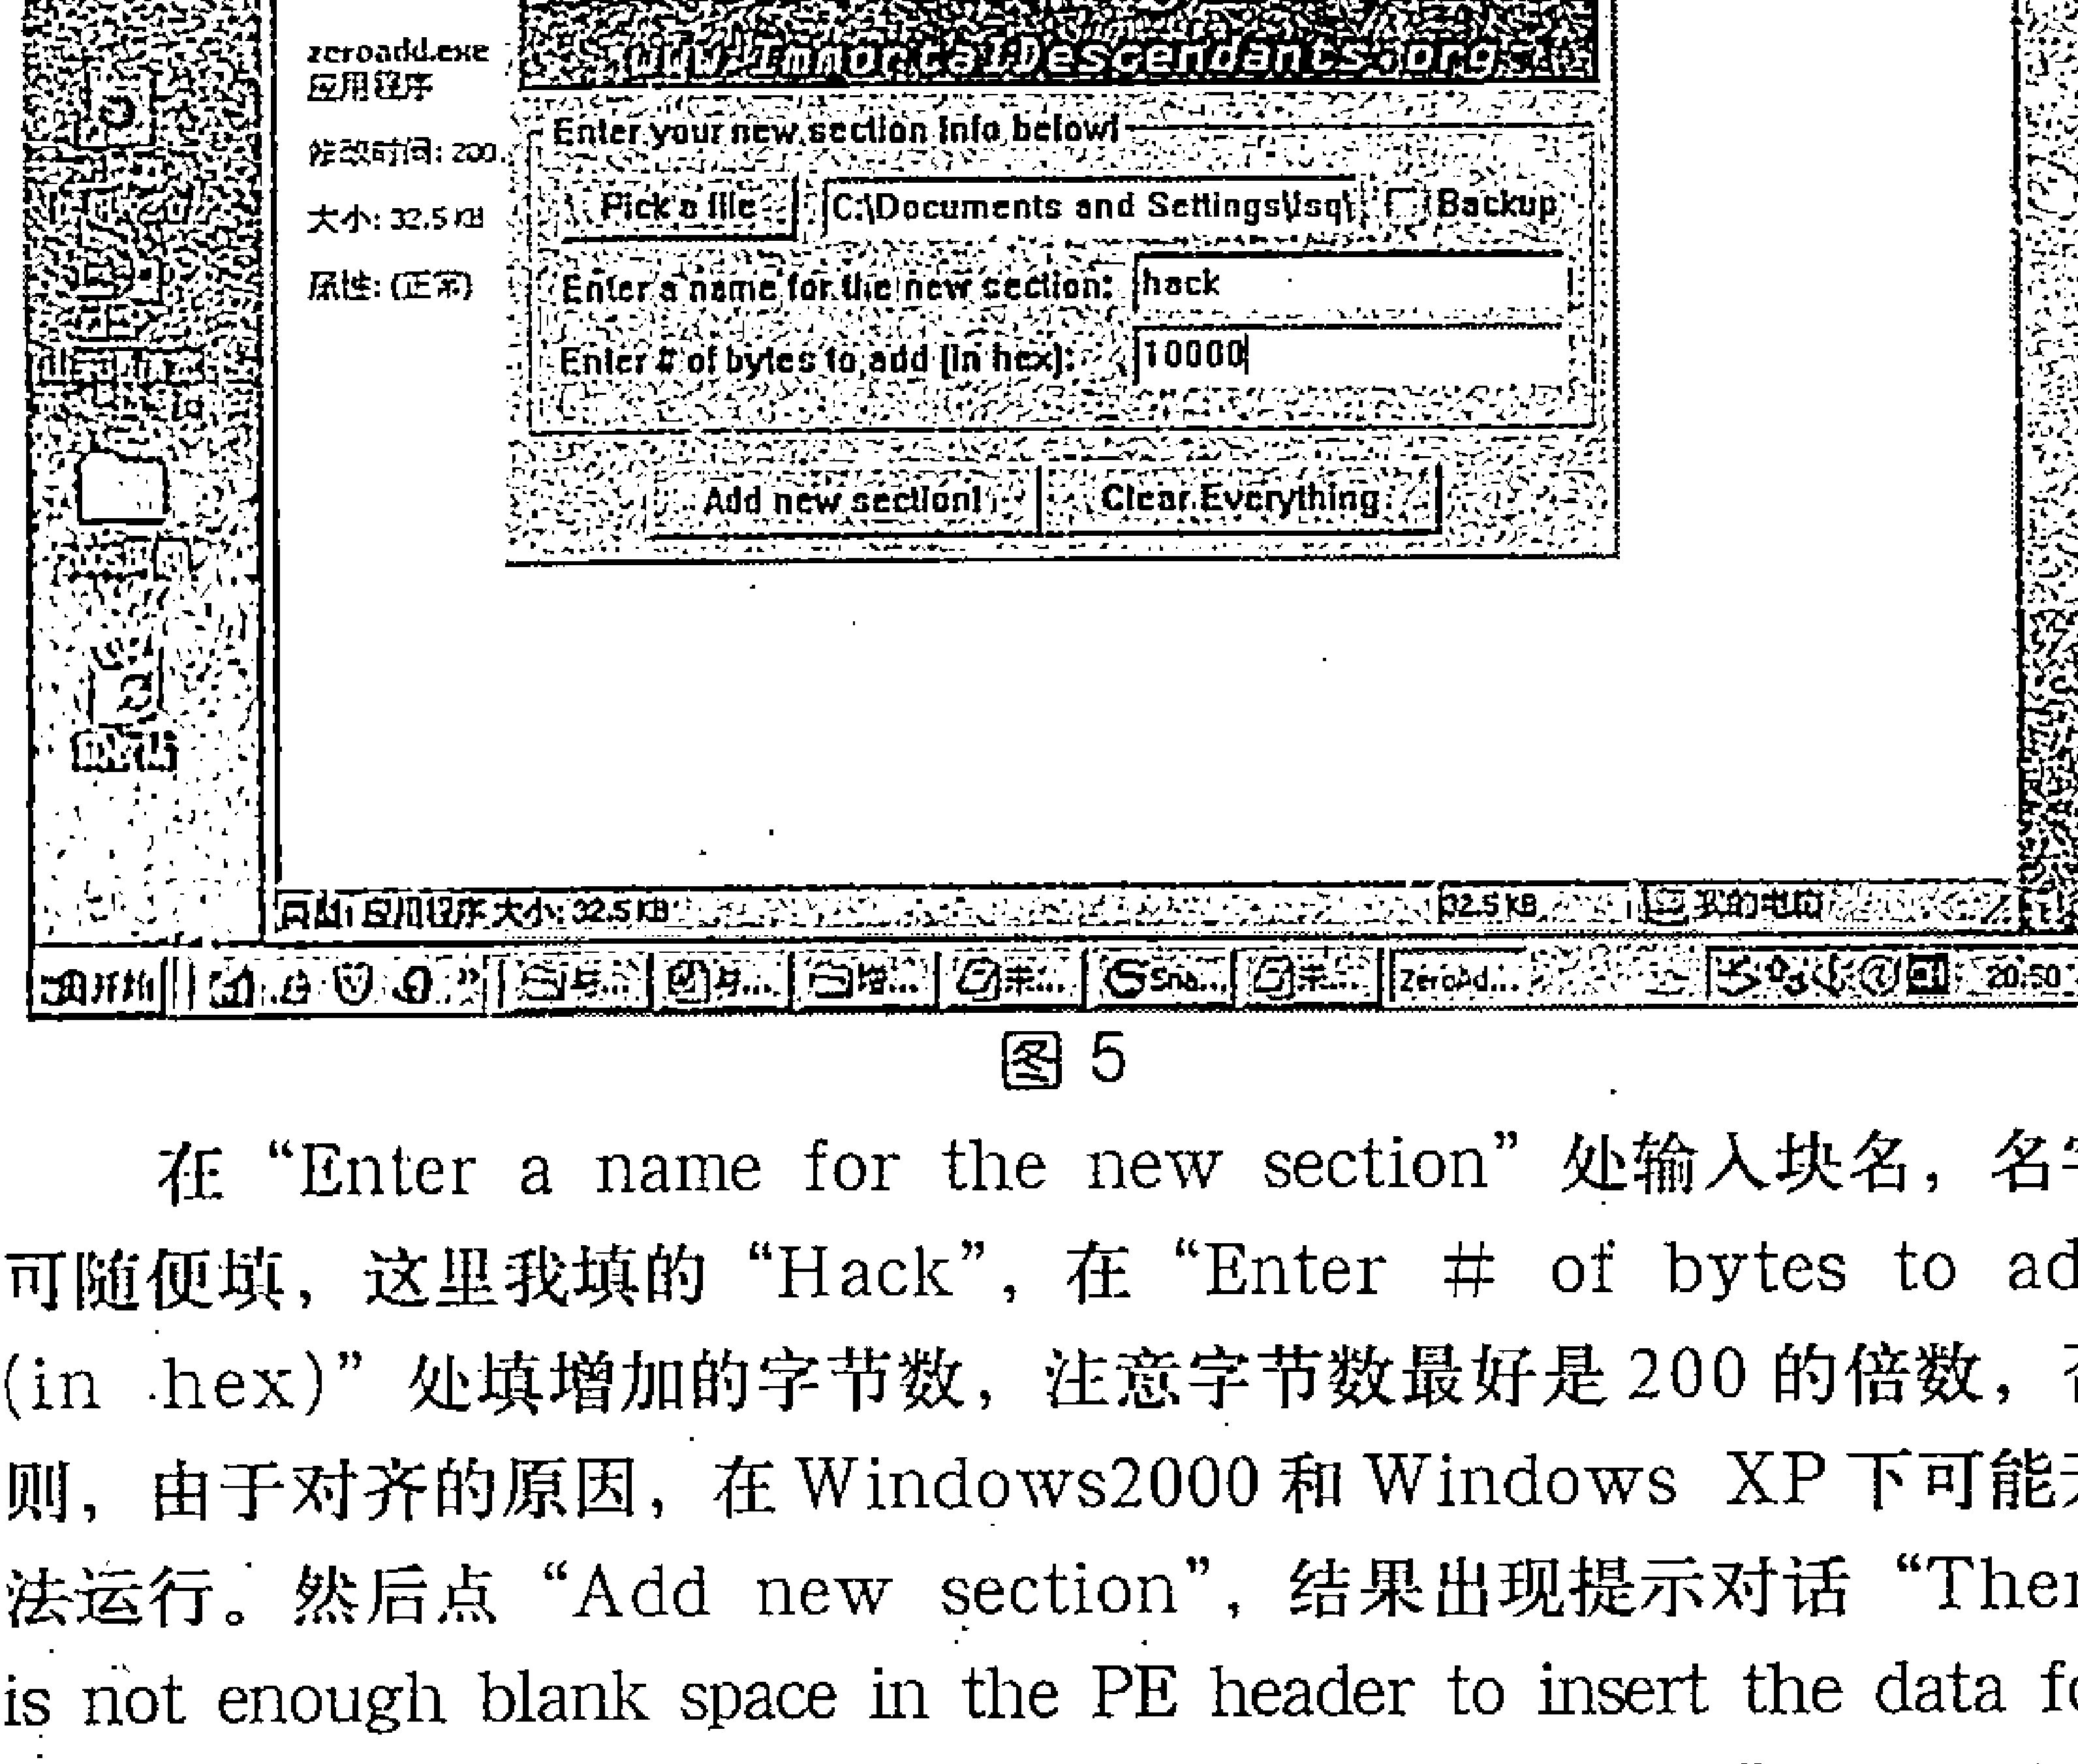 zeroadd.exe
www.ImmortalDescendants.org
应用程序
Enter your new section info below!
修改时间: 200
Pick a file C:\Documents and Settings\lsq\ Backup
大小: 32.5 KB
Enter a name for the new section: hack
属性: (正常)
Enter # of bytes to add (in hex): 10000
Add new section! Clear Everything
应用程序 大小: 32.5 KB 32.5 KB 我的电脑
开始 Sna... ZeroAd... 20:50
图 5
在“Enter a name for the new section”处输入块名，名
可随便填，这里我填的“Hack”，在“Enter # of bytes to ad
(in hex)”处填增加的字节数，注意字节数最好是 200 的倍数，
则，由于对齐的原因，在 Windows2000 和 Windows XP 下可能
法运行。然后点“Add new section”，结果出现提示对话“Ther
is not enough blank space in the PE header to insert the data fo